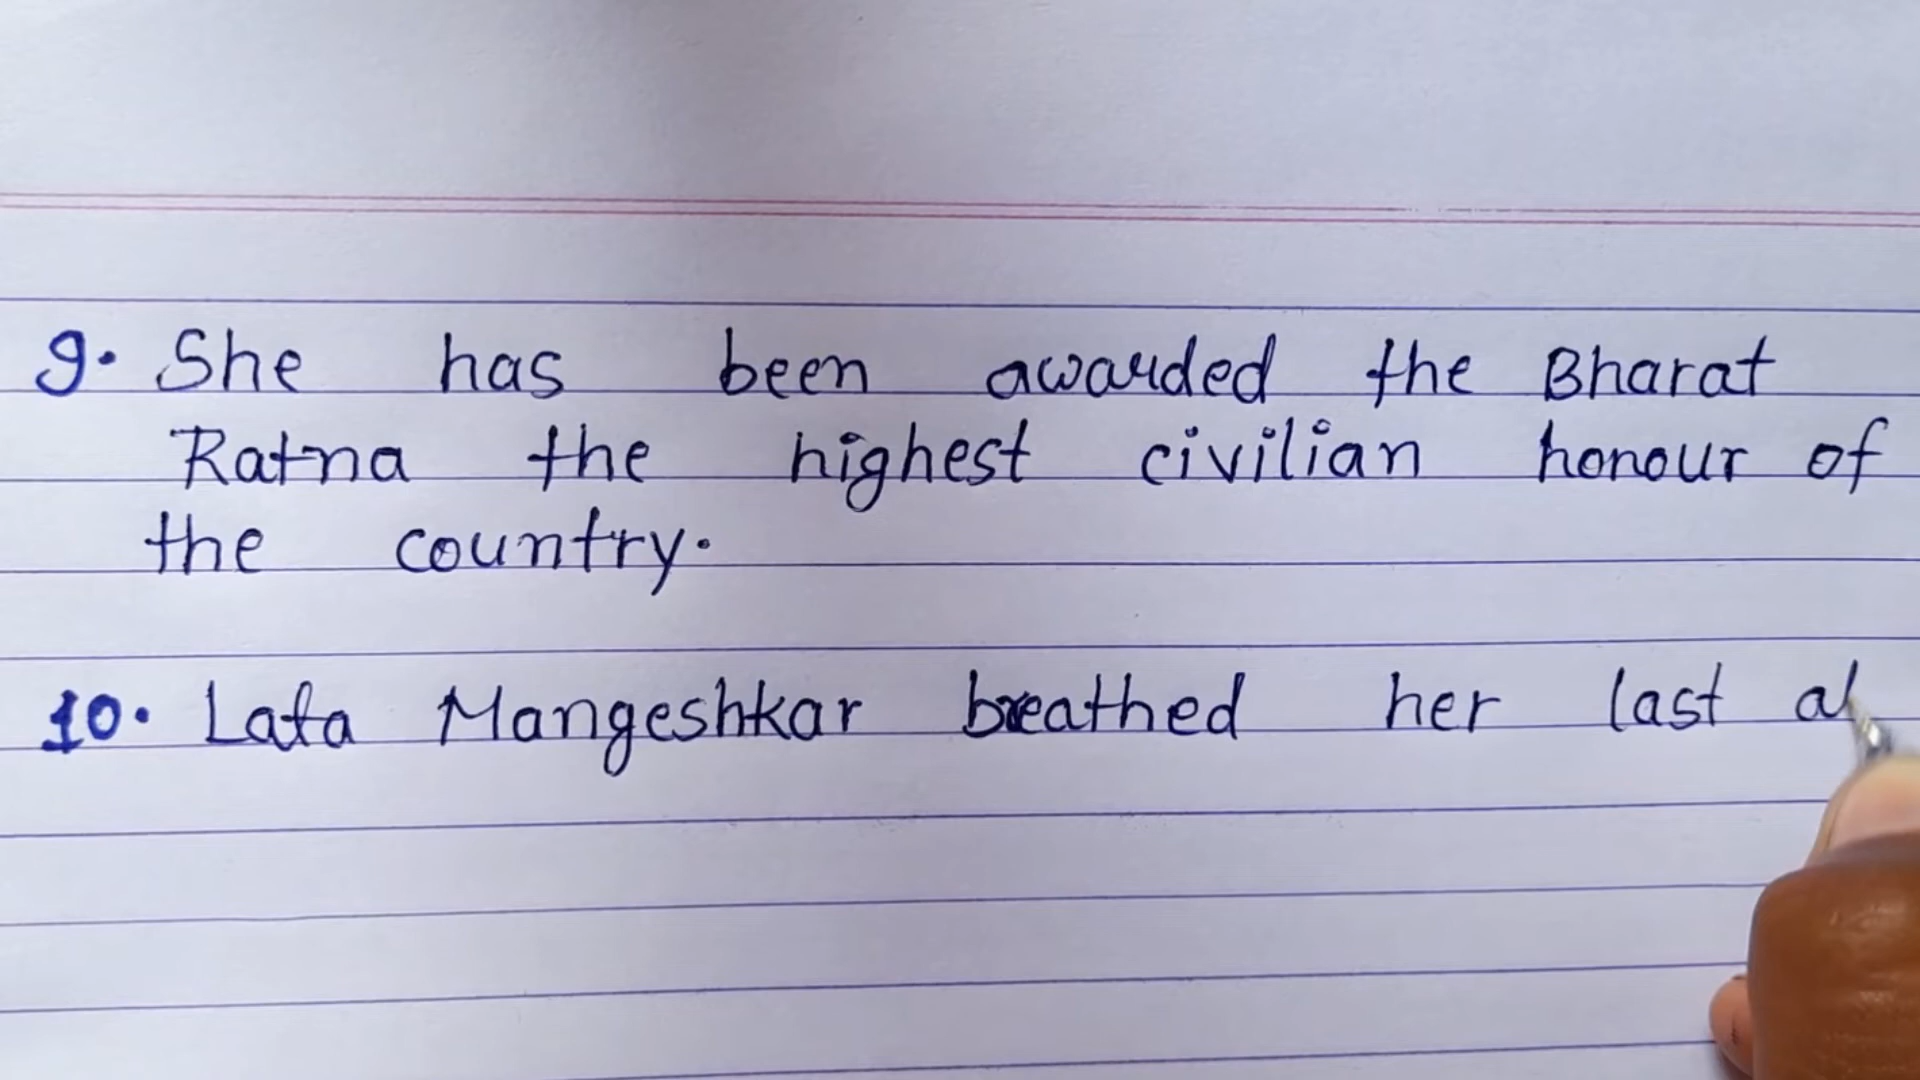 9. She has been awarded the Bharat
Ratna the highest civilian honour of
the country.
10. Lata Mangeshkar breathed her last